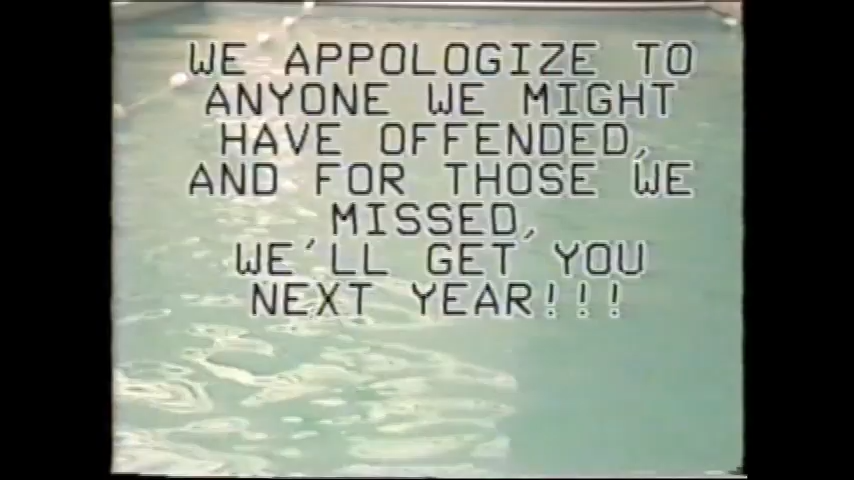 WE APPOLOGIZE TO
ANYONE WE MIGHT
HAVE OFFENDED,
AND FOR THOSE WE
MISSED,
WE'LL GET YOU
NEXT YEAR!!!